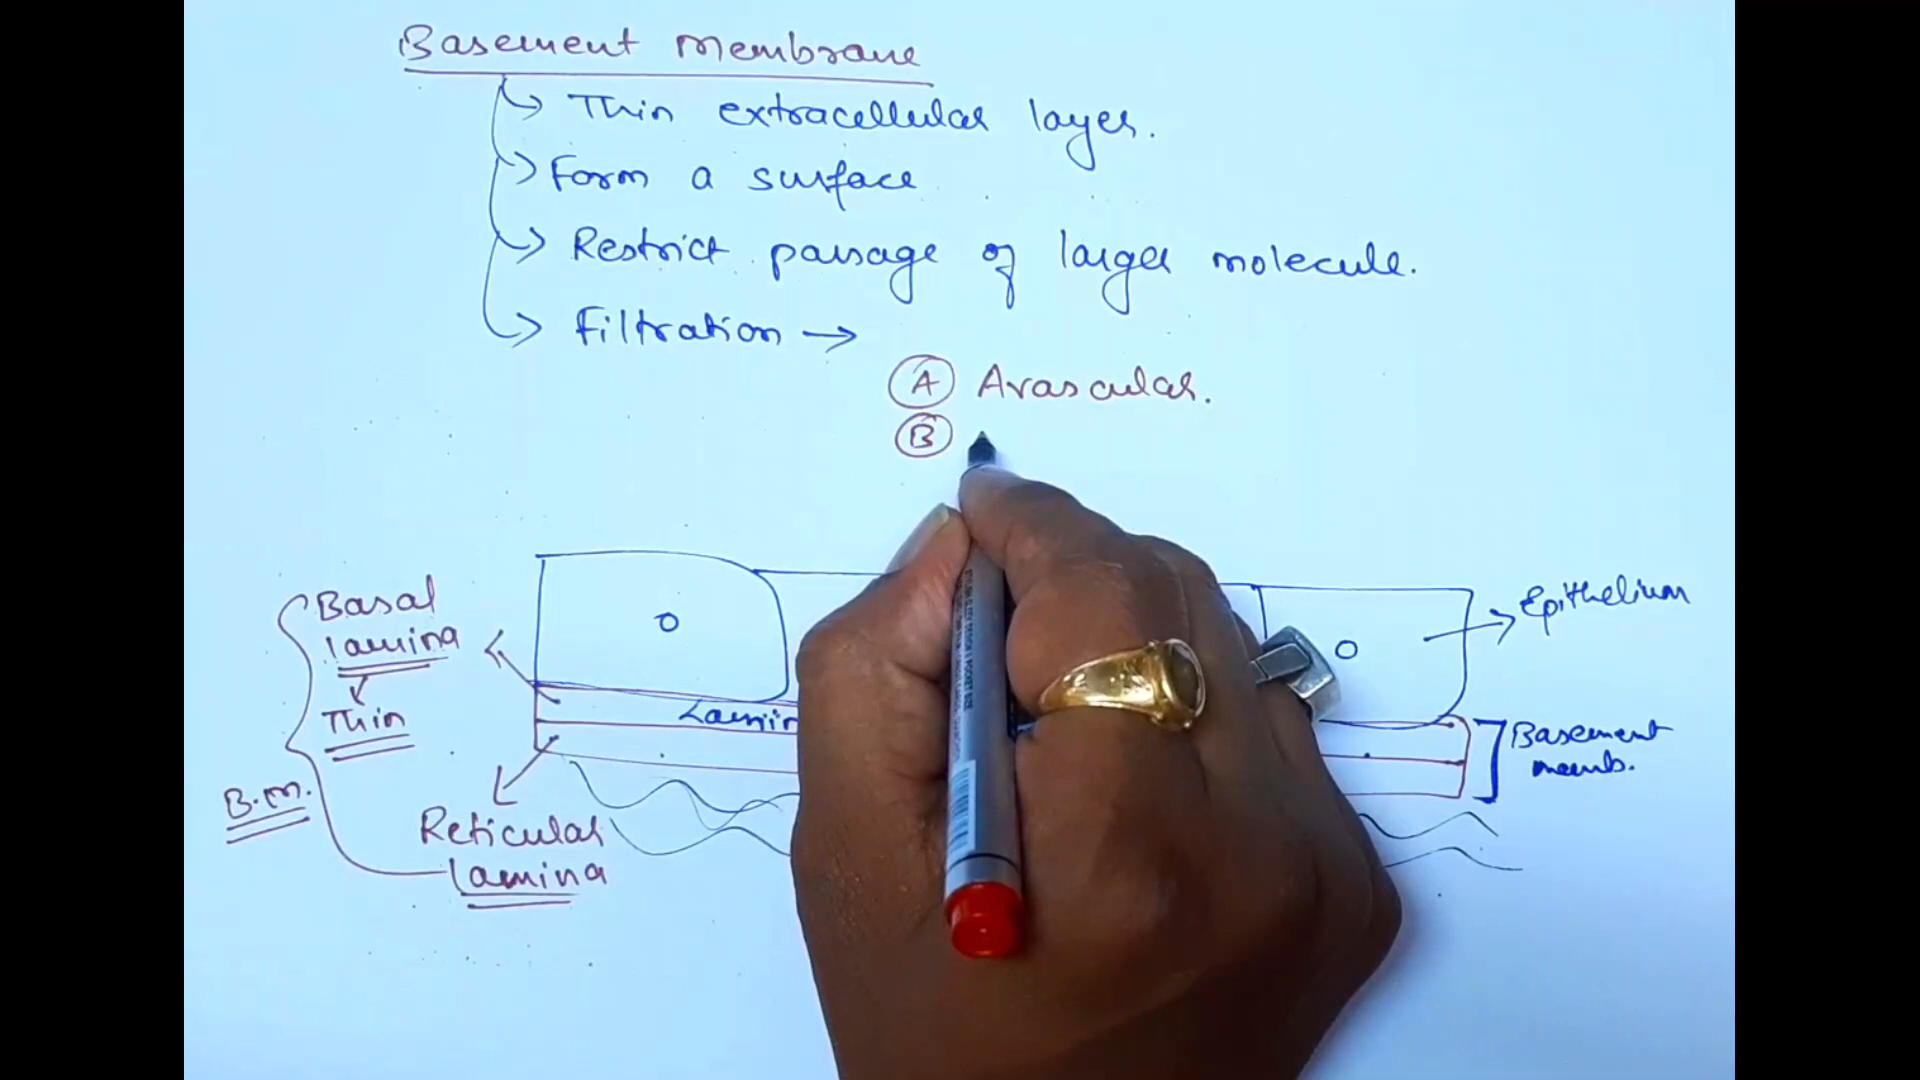 Basement membrane
Thin extracellular layer.
Form a surface
Restrict passage of larger molecule.
Filtration →
A Avascular.
B
Basal
lamina
Thin
B.M.
Reticular
lamina
Lamin
Epithelium
Basement
memb.